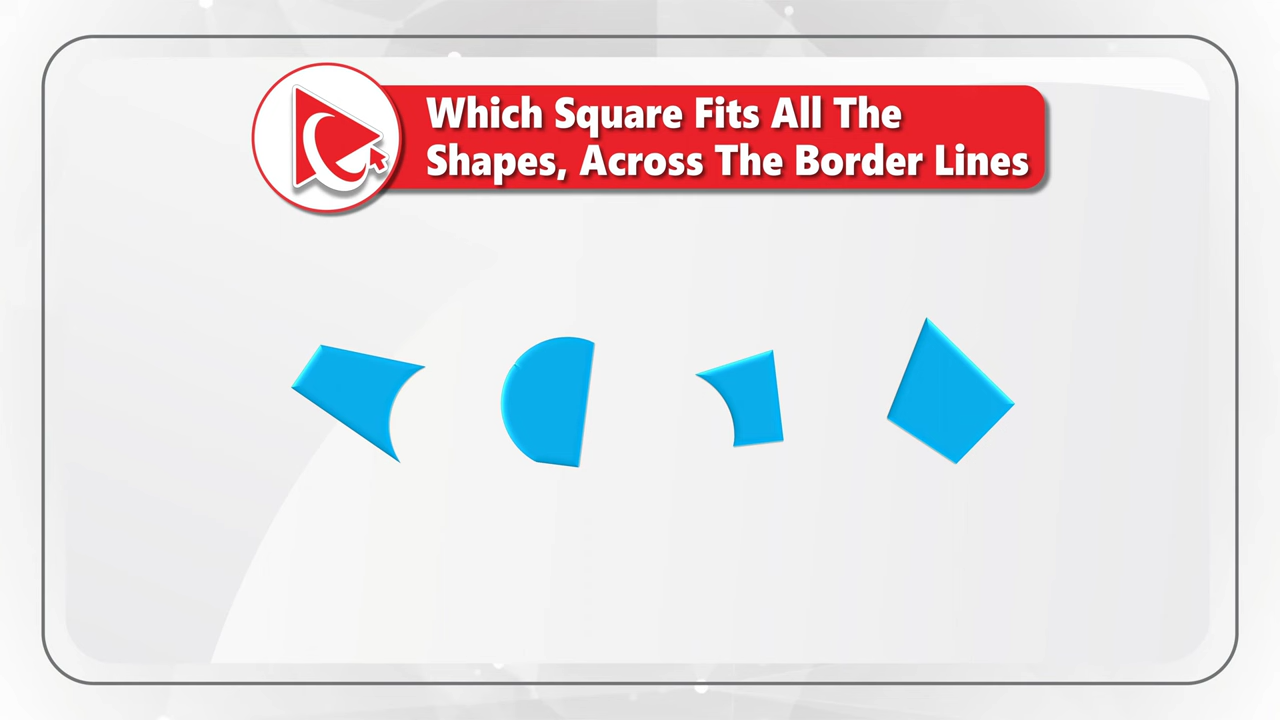 Which Square Fits All The
Shapes, Across The Border Lines